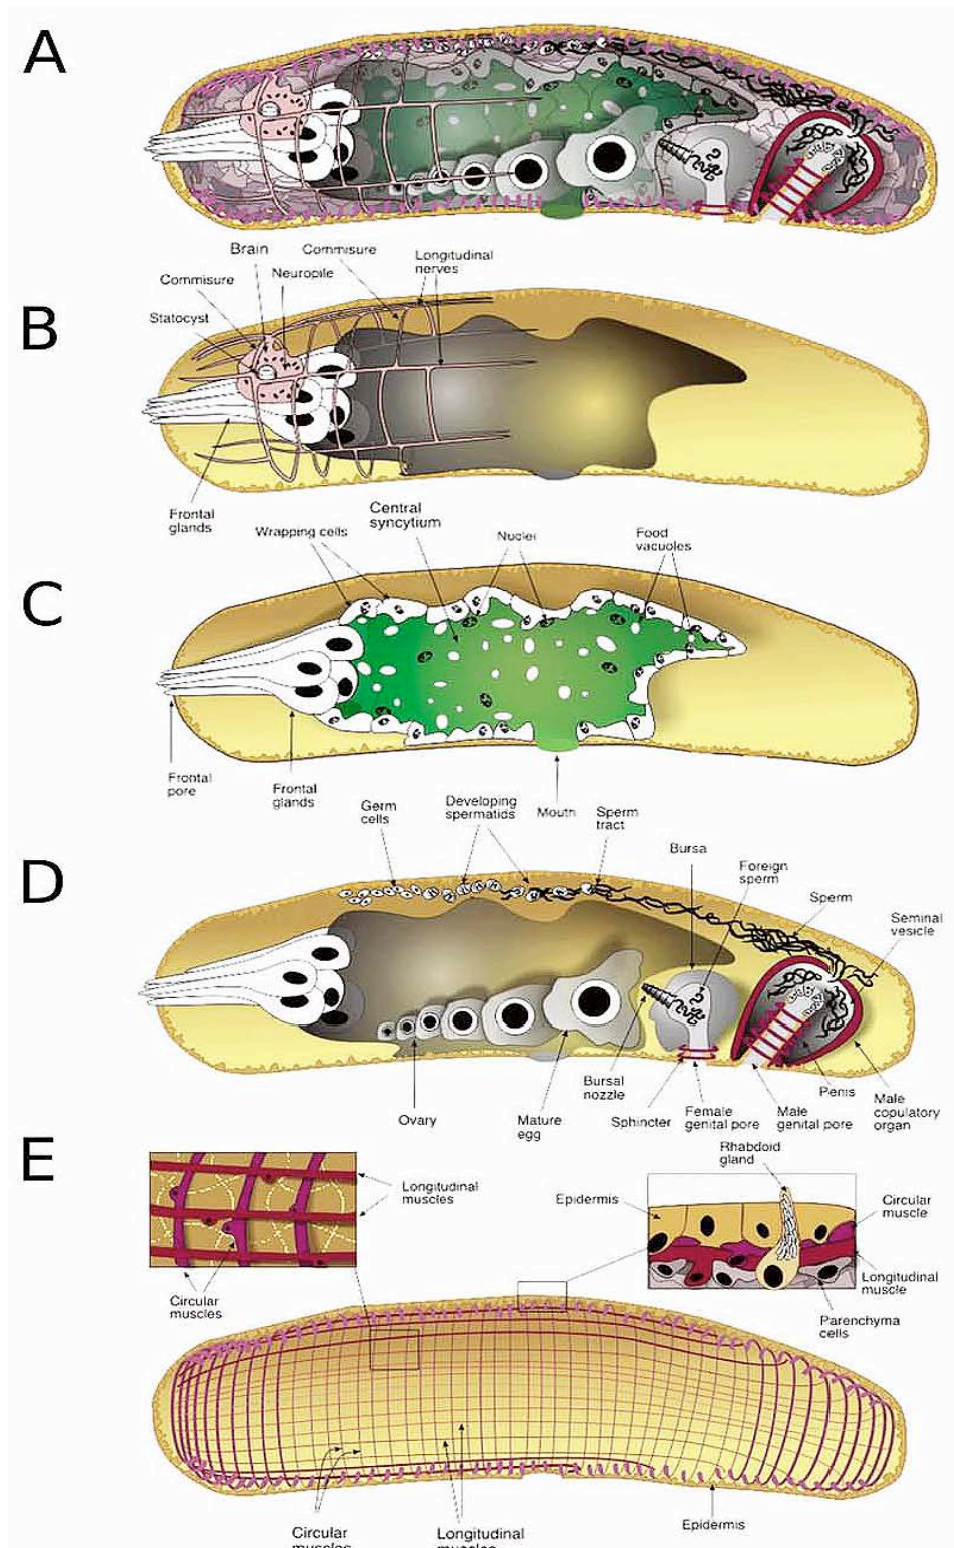 A
Brain
Commisure
Longitudinal
nerves
Commisure
Neuropile
Statocyst
B
Frontal
glands
Wrapping cells
Central
syncytium
Nuclei
Food
vacuoles
C
Frontal
pore
Frontal
glands
Mouth
Germ
cells
Developing
spermatids
Sperm
tract
D
Bursa
Foreign
sperm
Sperm
Seminal
vesicle
Ovary
Mature
egg
Bursal
nozzle
Sphincter
Female
genital pore
Male
genital pore
Penis
Male
copulatory
organ
E
Longitudinal
muscles
Circular
muscles
Rhabdoid
gland
Epidermis
Circular
muscle
Longitudinal
muscle
Parenchyma
cells
Circular
muscles
Longitudinal
muscles
Epidermis